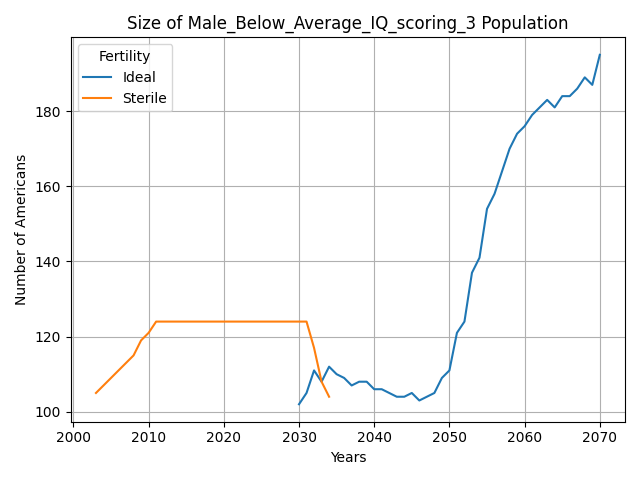 Size of Male_Below_Average_IQ_scoring_3 Population
Fertility
Ideal
Sterile
Number of Americans
180
160
140
120
100
2000 2010 2020 2030 2040 2050 2060 2070
Years